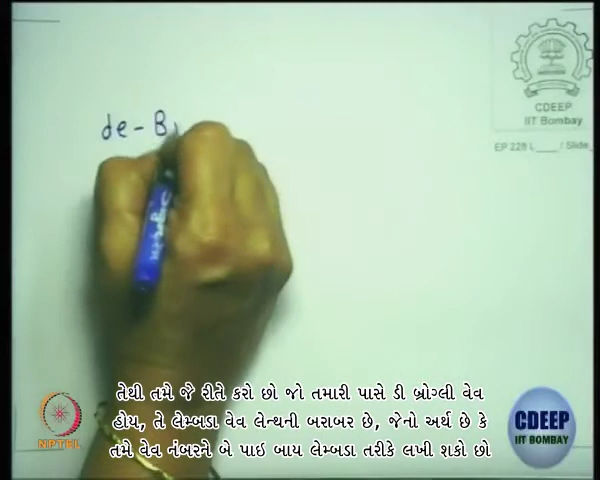 CDEEP
IIT Bombay
EP 228 L____ / Slide_
de - B
તેથી તમે જે રીતે કરો છો જો તમારી પાસે ડી બ્રોગ્લી વેવ
હોય, તે લેમ્બડા વેવ લેન્થની બરાબર છે, જેનો અર્થ છે કે
તમે વેવ નંબરને બે પાઇ બાય લેમ્બડા તરીકે લખી શકો છો
NPTEL
CDEEP
IIT BOMBAY